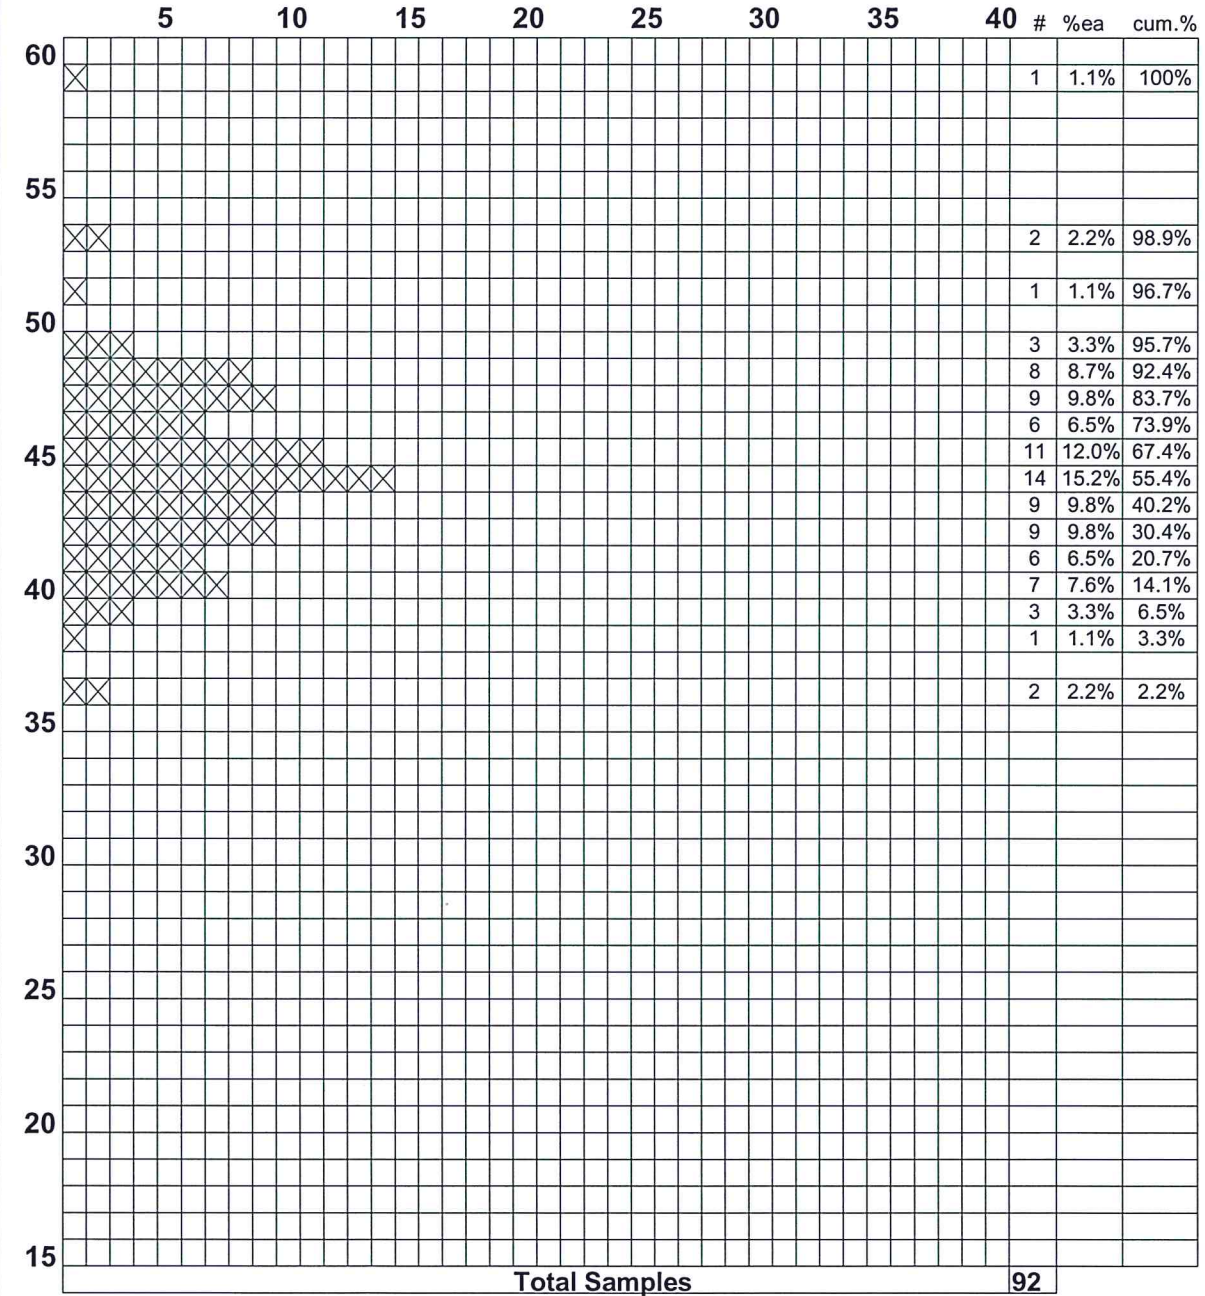 5 10 15 20 25 30 35 40 # %ea cum.%
60
1 1.1% 100%
55
2 2.2% 98.9%
1 1.1% 96.7%
50
3 3.3% 95.7%
8 8.7% 92.4%
9 9.8% 83.7%
6 6.5% 73.9%
45 11 12.0% 67.4%
14 15.2% 55.4%
9 9.8% 40.2%
9 9.8% 30.4%
6 6.5% 20.7%
40 7 7.6% 14.1%
3 3.3% 6.5%
1 1.1% 3.3%
2 2.2% 2.2%
35
30
25
20
15
Total Samples 92